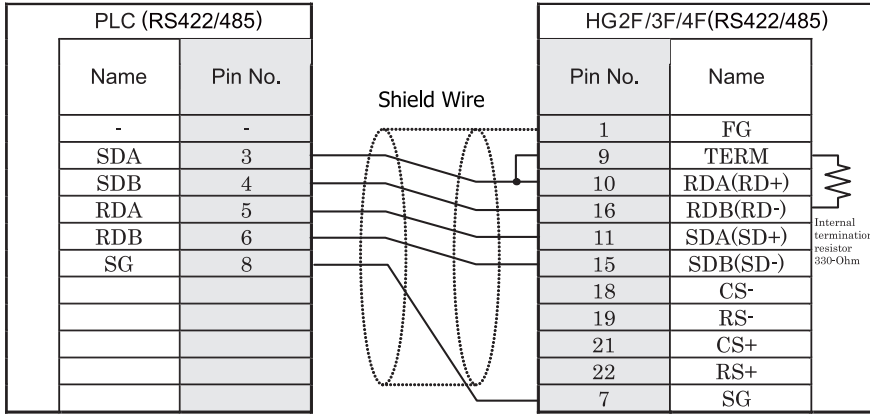 PLC (RS422/485) HG2F/3F/4F(RS422/485)
Name Pin No. Pin No. Name
Shield Wire
- - 1 FG
SDA 3 9 TERM
SDB 4 10 RDA(RD+)
RDA 5 16 RDB(RD-)
RDB 6 11 SDA(SD+)
SG 8 15 SDB(SD-)
18 CS-
19 RS-
21 CS+
22 RS+
7 SG
Internal
termination
resistor
330-Ohm